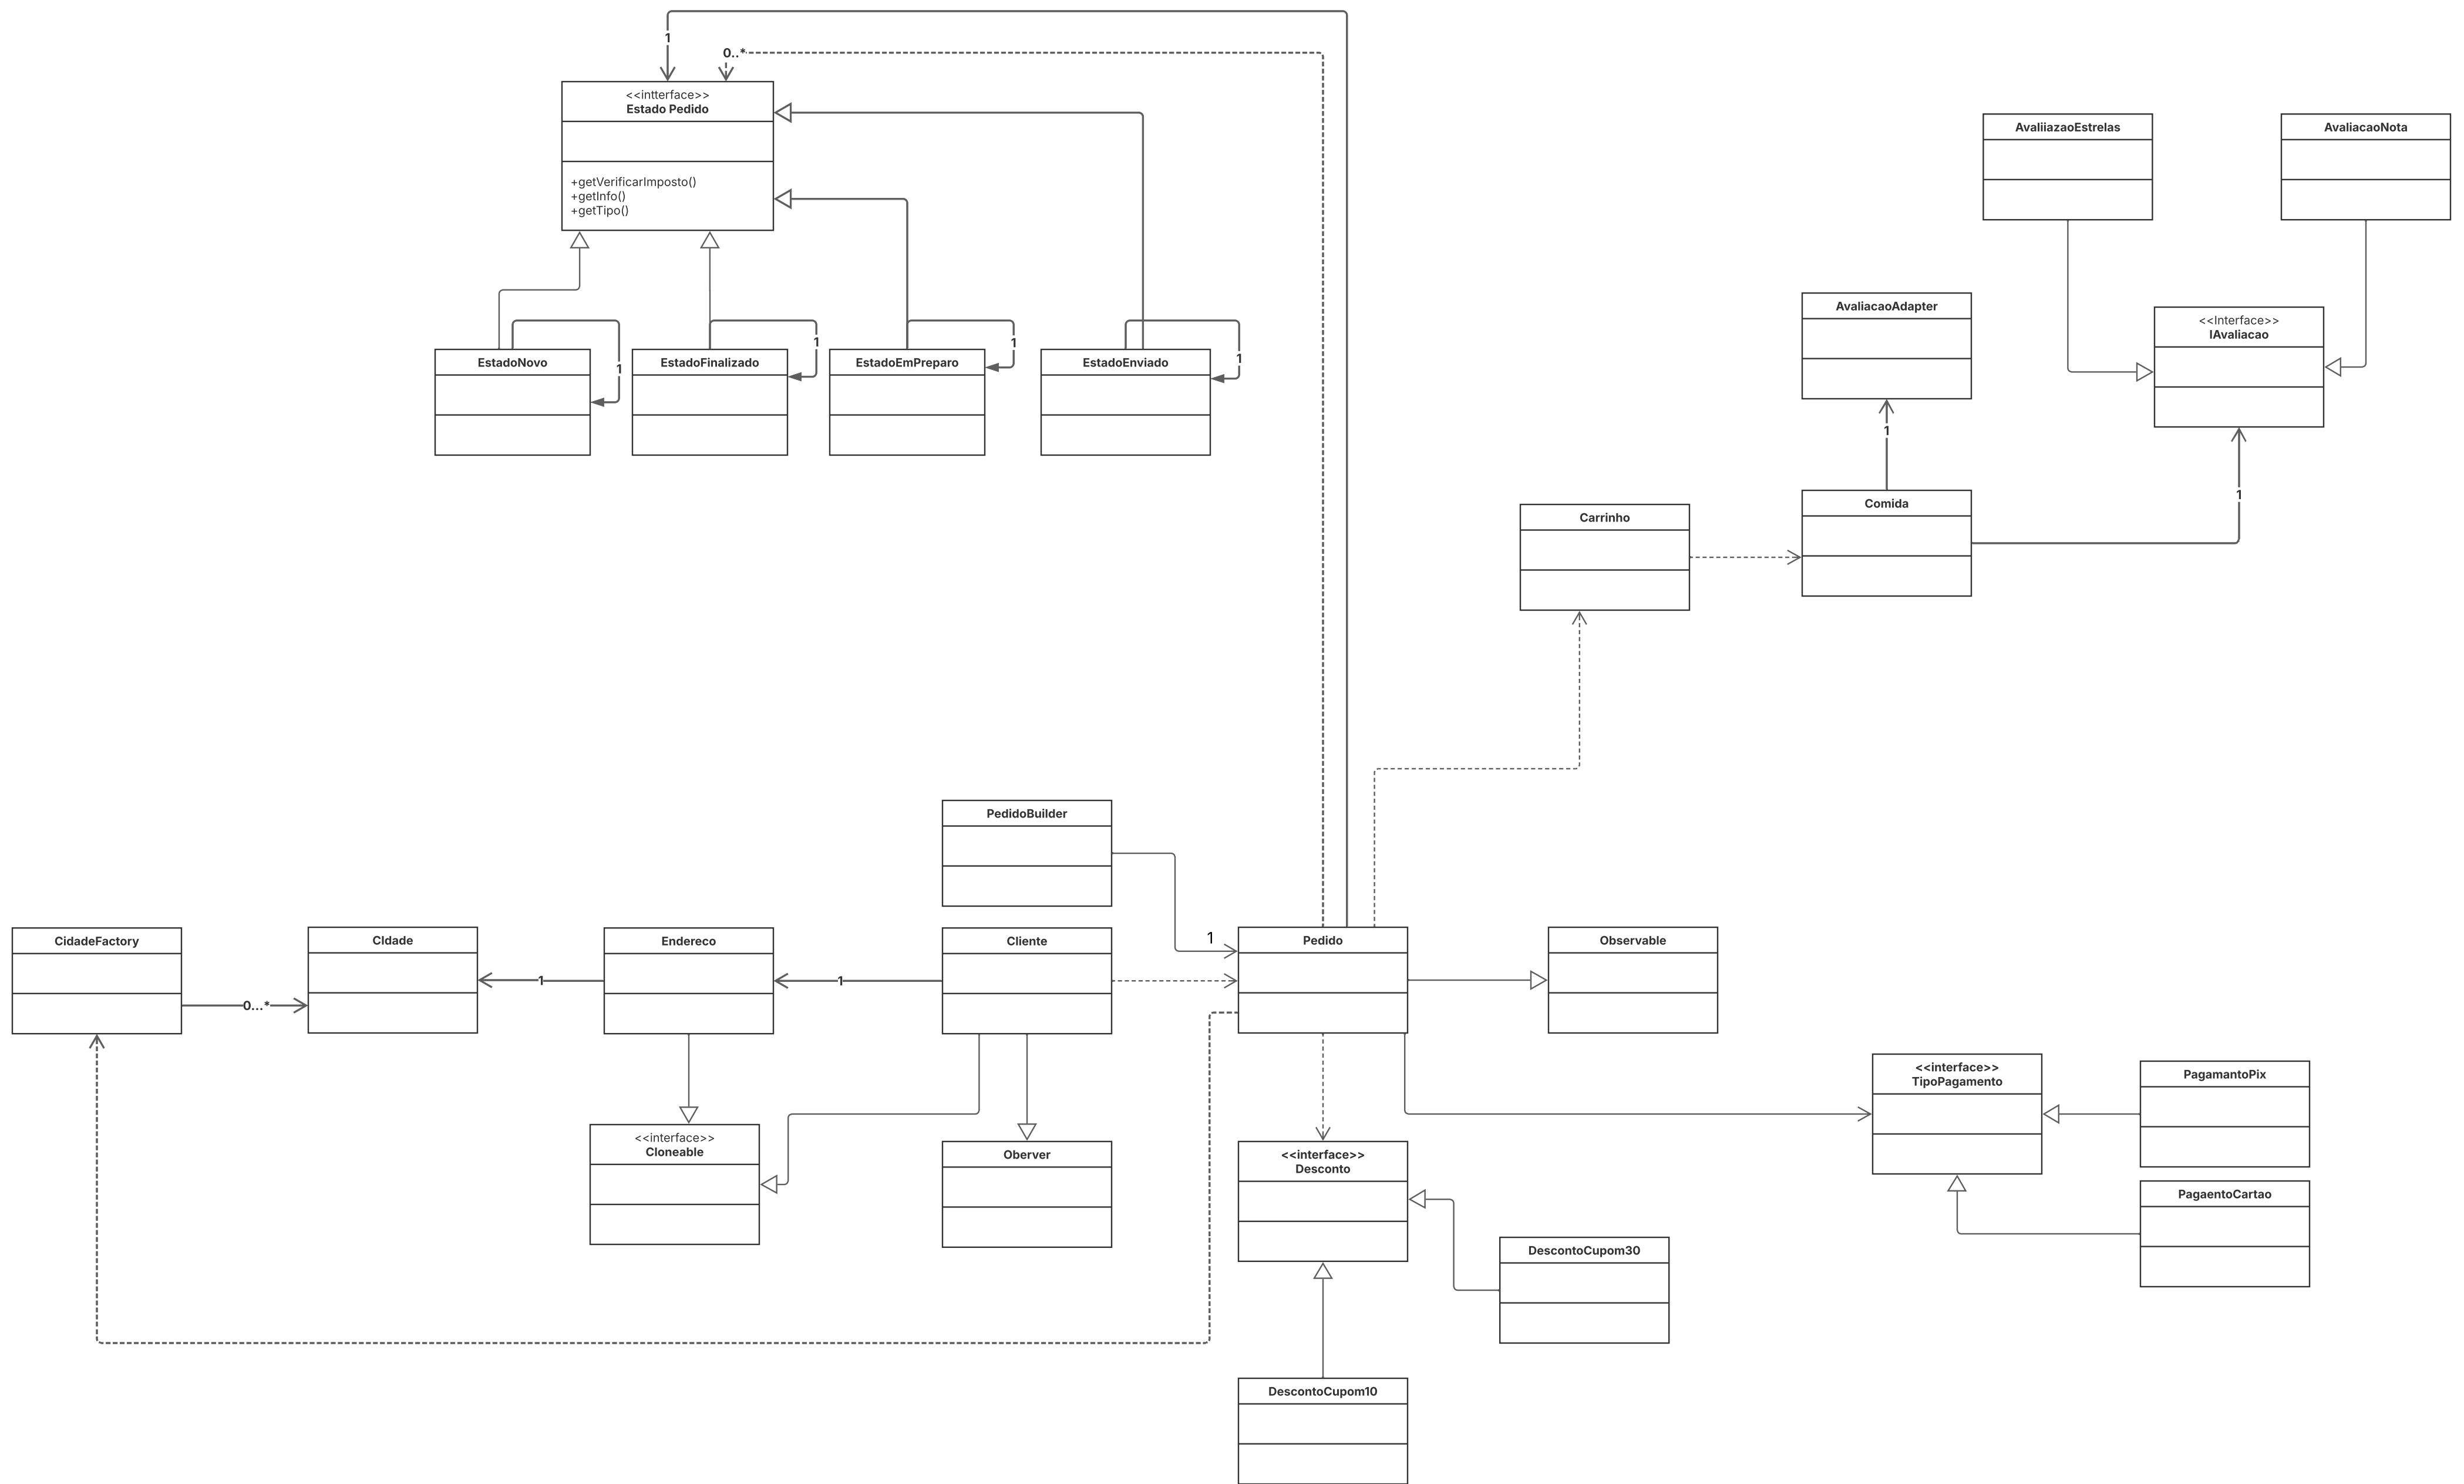 1
0..*
<<intterface>>
Estado Pedido
+getVerificarImposto()
+getInfo()
+getTipo()
AvaliiazaoEstrelas
AvaliacaoNota
AvaliacaoAdapter
<<Interface>>
IAvaliacao
1
1
1
1
EstadoNovo
EstadoFinalizado
EstadoEmPreparo
EstadoEnviado
1
1
Carrinho
Comida
PedidoBuilder
CidadeFactory
CIdade
Endereco
Cliente
1
Pedido
Observable
0...*
1
1
<<interface>>
TipoPagamento
PagamantoPix
<<interface>>
Cloneable
Oberver
<<interface>>
Desconto
PagaentoCartao
DescontoCupom30
DescontoCupom10